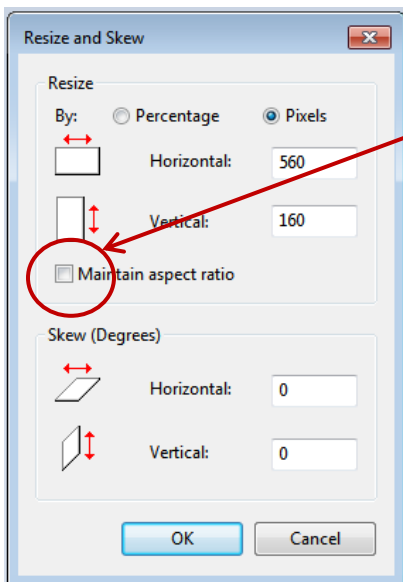 Resize and Skew
Resize
By: Percentage Pixels
Horizontal: 560
Vertical: 160
Maintain aspect ratio
Skew (Degrees)
Horizontal: 0
Vertical: 0
OK Cancel